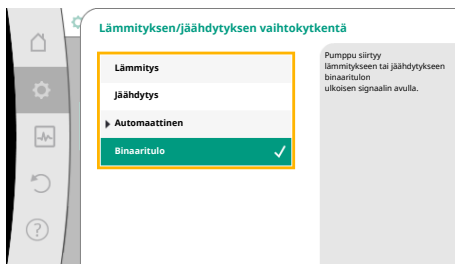 Lämmityksen/jäähdytyksen vaihtokytkentä
Lämmitys
Jäähdytys
Automaattinen
Binaaritulo
Pumppu siirtyy
lämmitykseen tai jäähdytykseen
binaaritulon
ulkoisen signaalin avulla.